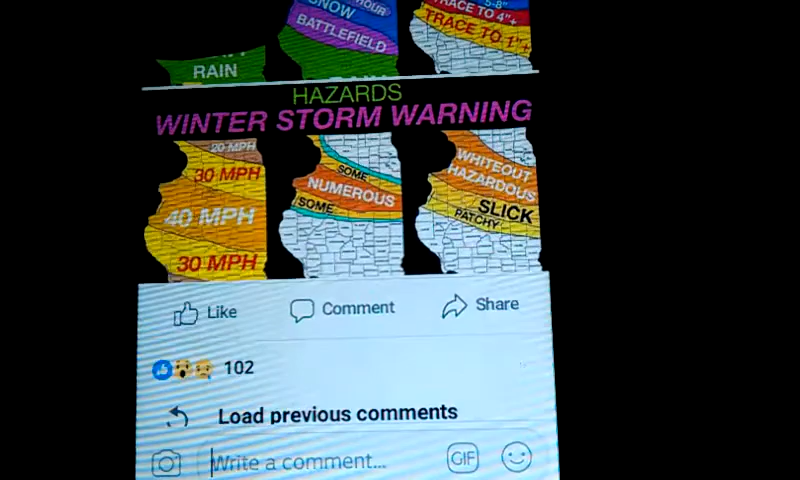 HOUR
SNOW
BATTLEFIELD
5-8"
TRACE TO 4"+
TRACE TO 1"+
RAIN
HAZARDS
WINTER STORM WARNING
20 MPH
30 MPH
40 MPH
30 MPH
SOME
NUMEROUS
SOME
WHITEOUT
HAZARDOUS
SLICK
PATCHY
Like
Comment
Share
102
Load previous comments
Write a comment...
GIF